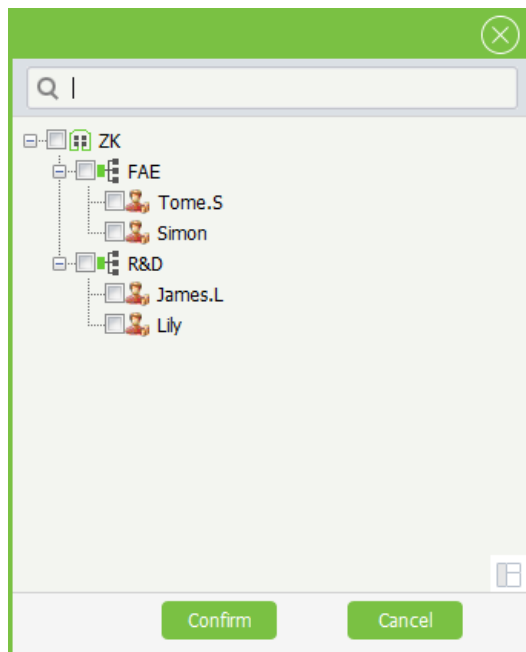 ZK
FAE
Tome.S
Simon
R&D
James.L
Lily
Confirm Cancel